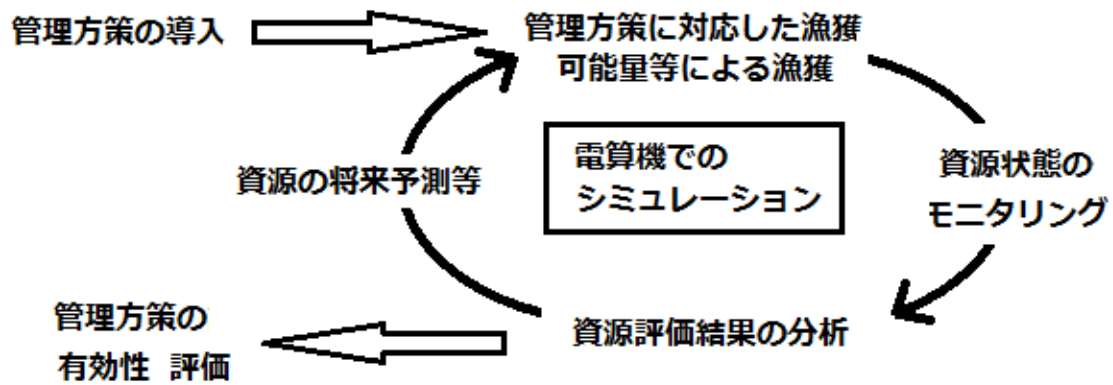 管理方策の導入
管理方策に対応した漁獲
可能量等による漁獲
電算機での
シミュレーション
資源状態の
モニタリング
資源の将来予測等
資源評価結果の分析
管理方策の
有効性 評価